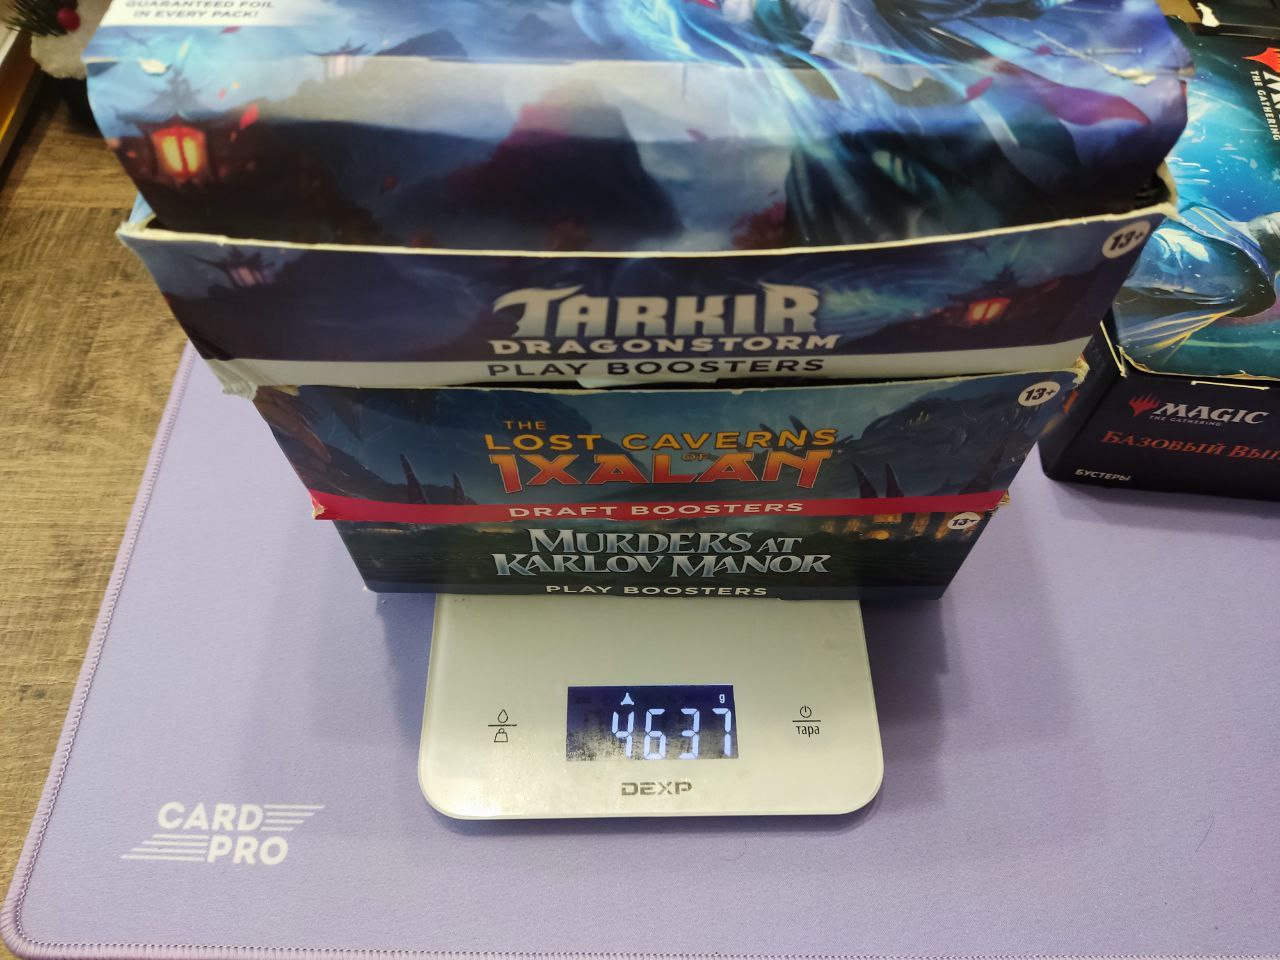 GUARANTEED FOIL
IN EVERY PACK!
13+
TARKIR
DRAGONSTORM
PLAY BOOSTERS
13+
THE
LOST CAVERNS
OF
IXALAN
DRAFT BOOSTERS
13+
MURDERS AT
KARLOV MANOR
PLAY BOOSTERS
THE GATHERING
MAGIC
THE GATHERING
БАЗОВЫЙ
БУСТЕРЫ
g
4637
тара
DEXP
CARD
PRO